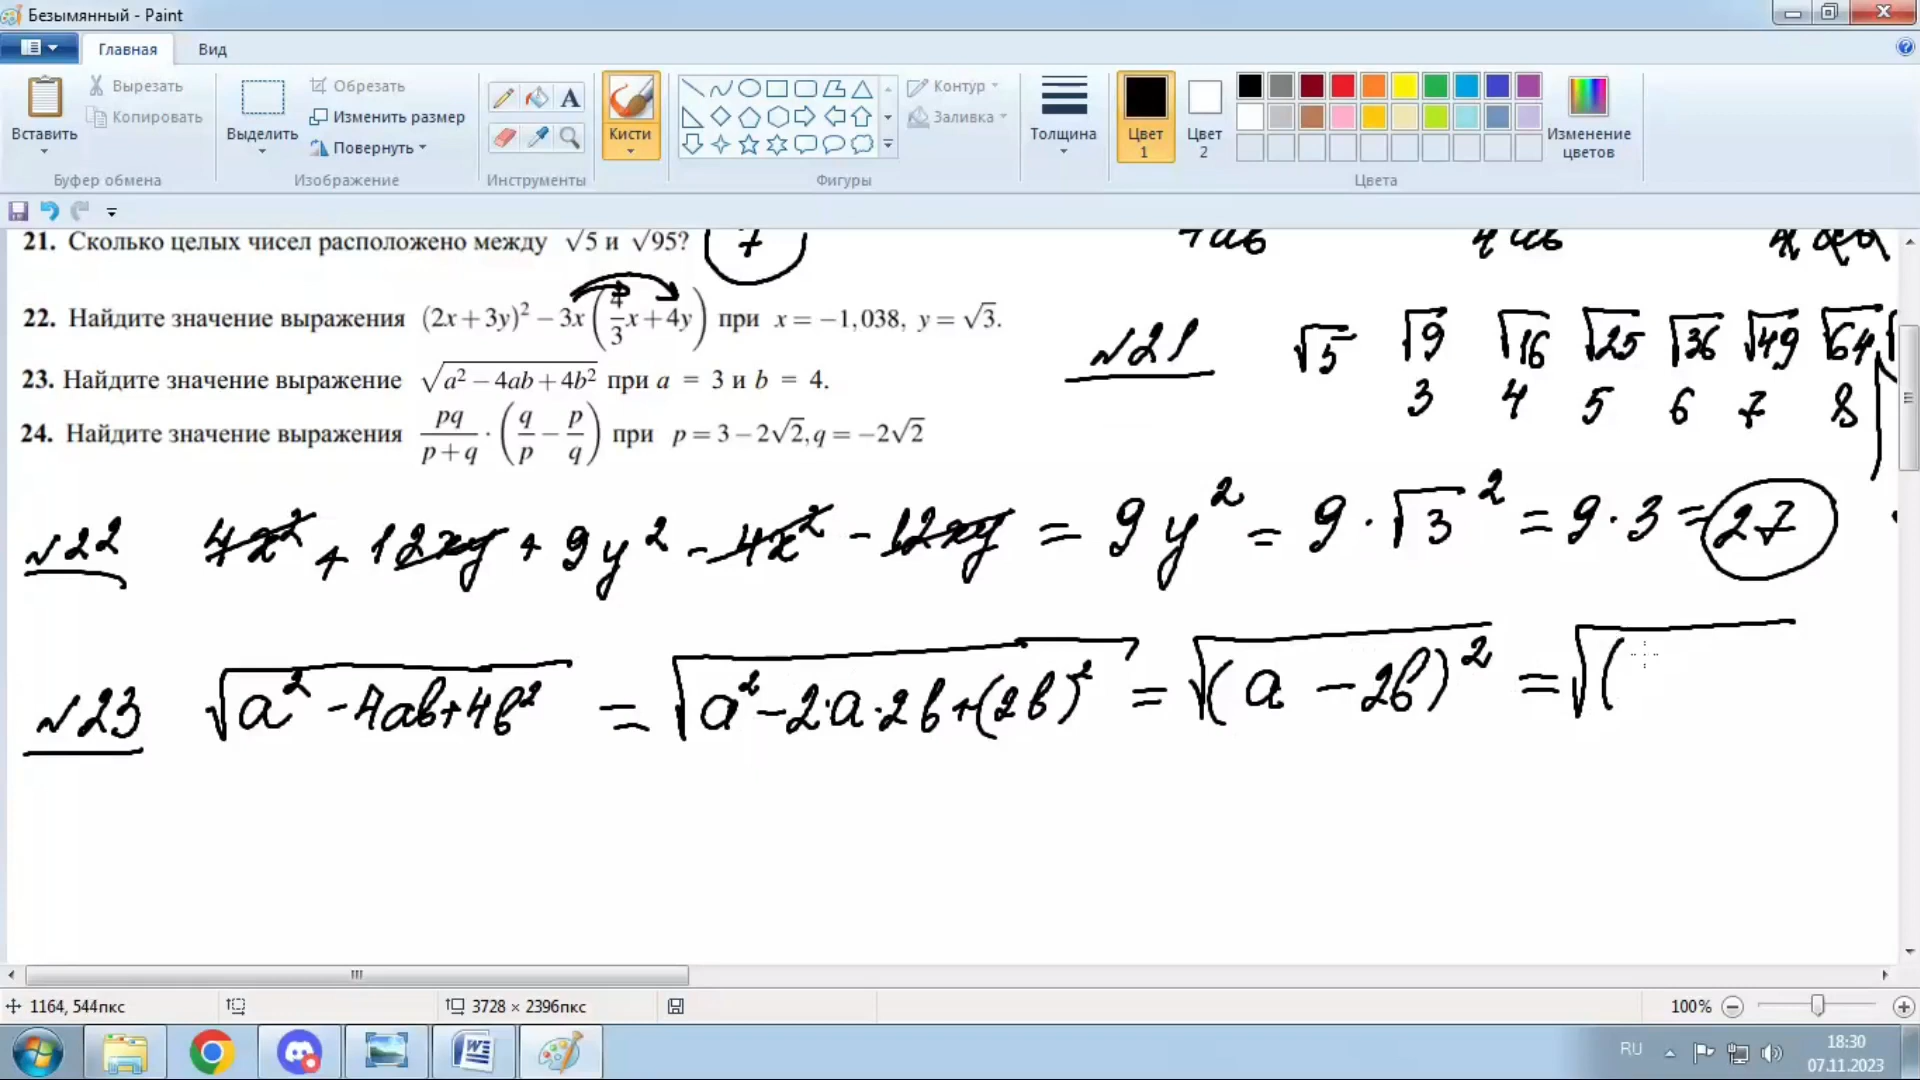 Безымянный - Paint
Главная Вид
Вставить
Вырезать
Копировать
Буфер обмена
Выделить
Обрезать
Изменить размер
Повернуть
Изображение
A
Инструменты
Кисти
Контур
Заливка
Фигуры
Толщина
Цвет 1
Цвет 2
Изменение цветов
Цвета
21. Сколько целых чисел расположено между √5 и √95? 7
22. Найдите значение выражения (2x+3y)² − 3x(4/3 x+4y) при x = −1,038, y = √3.
23. Найдите значение выражение √(a² − 4ab + 4b²) при a = 3 и b = 4.
24. Найдите значение выражения pq/(p+q) · (q/p − p/q) при p = 3 − 2√2, q = −2√2
№21 √5 √9 √16 √25 √36 √49 √64
3 4 5 6 7 8
№22 4x² + 12xy + 9y² - 4x² - 12xy = 9y² = 9 · √3² = 9 · 3 = 27
№23 √(a² - 4ab + 4b²) = √(a² - 2·a·2b + (2b)²) = √((a - 2b)²) = √(
1164, 544пкс
3728 × 2396пкс
100%
RU
18:30
07.11.2023